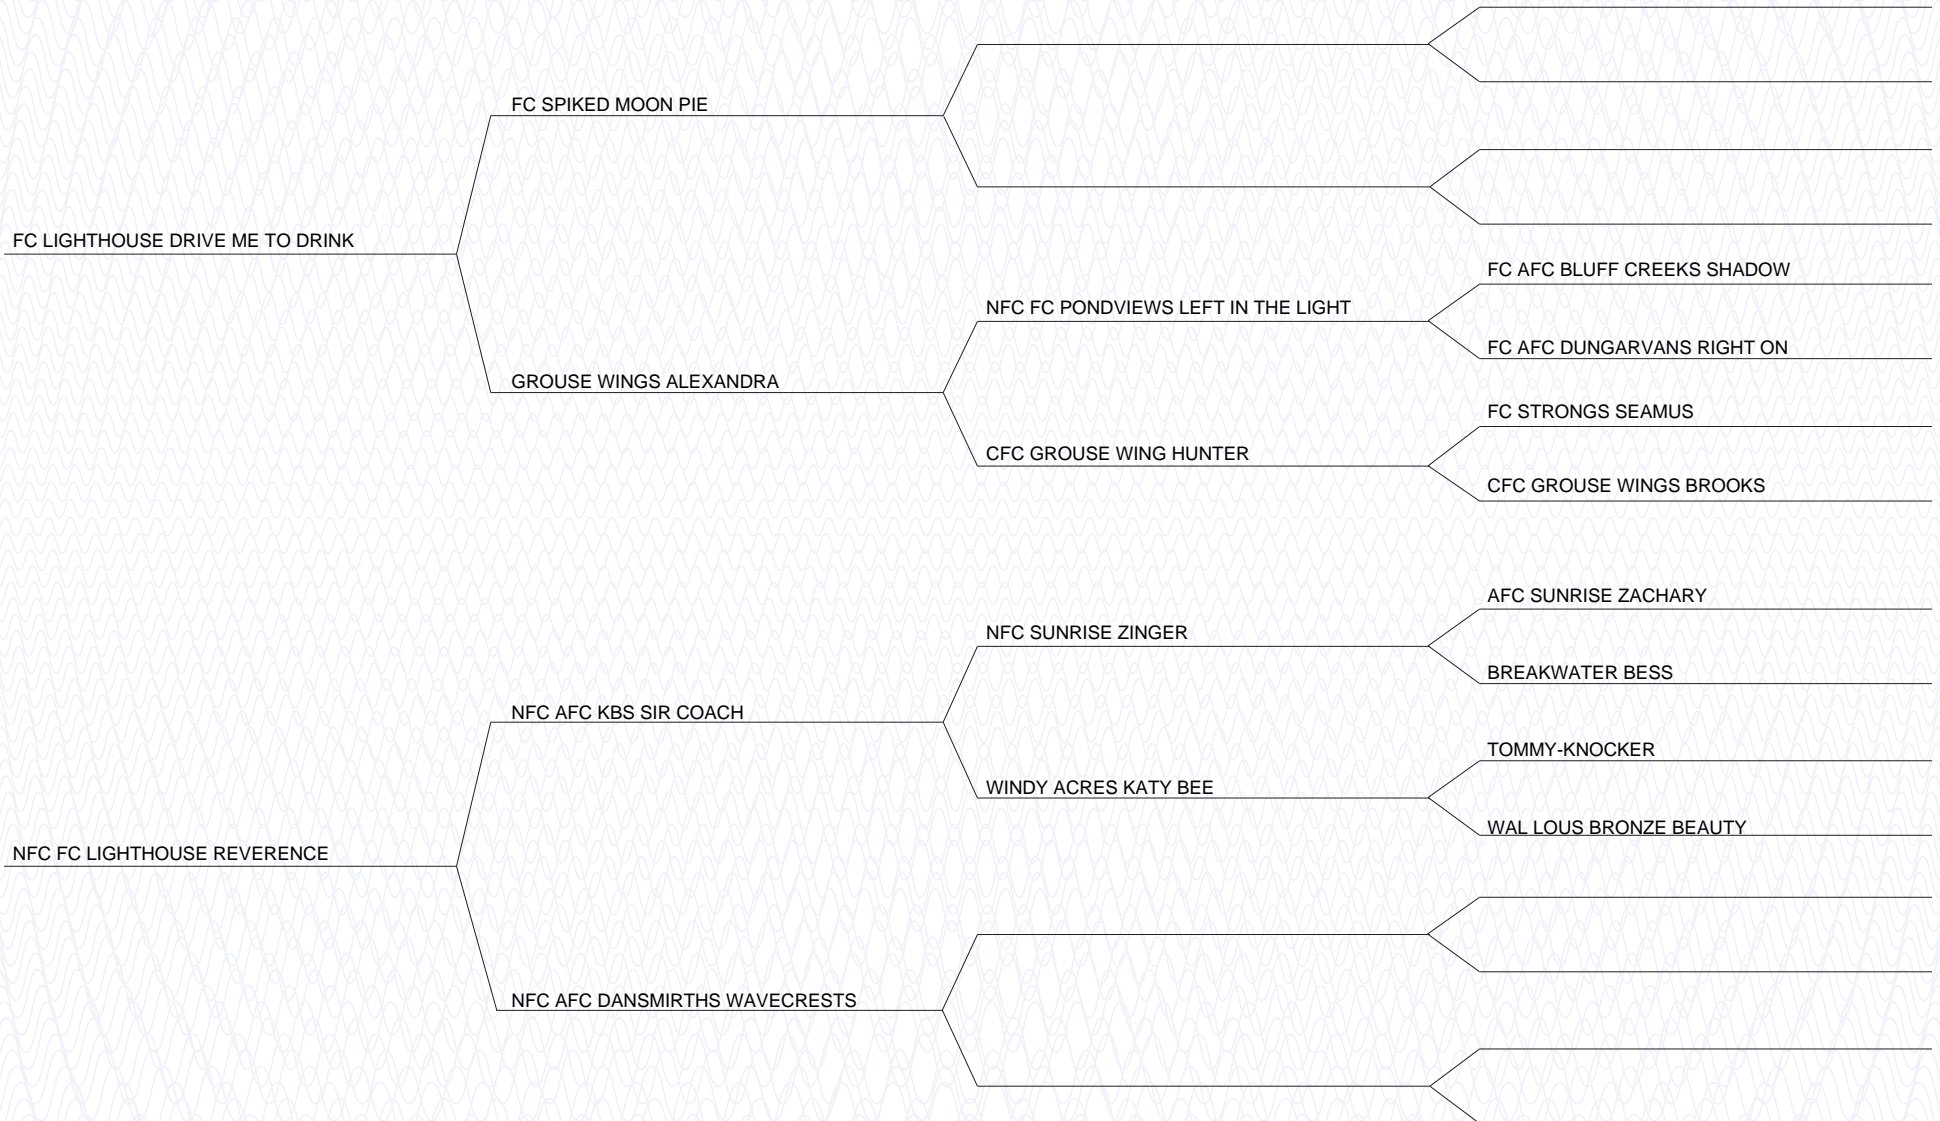 FC SPIKED MOON PIE
FC LIGHTHOUSE DRIVE ME TO DRINK
FC AFC BLUFF CREEKS SHADOW
NFC FC PONDVIEWS LEFT IN THE LIGHT
FC AFC DUNGARVANS RIGHT ON
GROUSE WINGS ALEXANDRA
FC STRONGS SEAMUS
CFC GROUSE WING HUNTER
CFC GROUSE WINGS BROOKS
AFC SUNRISE ZACHARY
NFC SUNRISE ZINGER
BREAKWATER BESS
NFC AFC KBS SIR COACH
TOMMY-KNOCKER
WINDY ACRES KATY BEE
WAL LOUS BRONZE BEAUTY
NFC FC LIGHTHOUSE REVERENCE
NFC AFC DANSMIRTHS WAVECRESTS